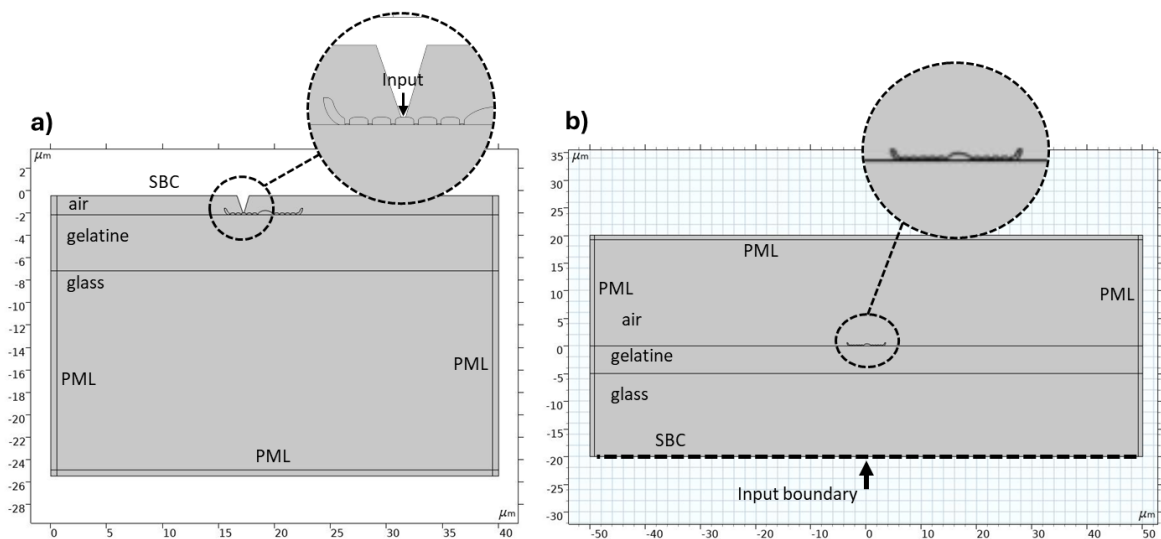 a)
μm
2
0
-2
-4
-6
-8
-10
-12
-14
-16
-18
-20
-22
-24
-26
-28
SBC
air
gelatine
glass
PML
PML
PML
Input
μm
0
5
10
15
20
25
30
35
40
b)
μm
35
30
25
20
15
10
5
0
-5
-10
-15
-20
-25
-30
PML
PML
PML
air
gelatine
glass
SBC
Input boundary
μm
-50
-40
-30
-20
-10
0
10
20
30
40
50